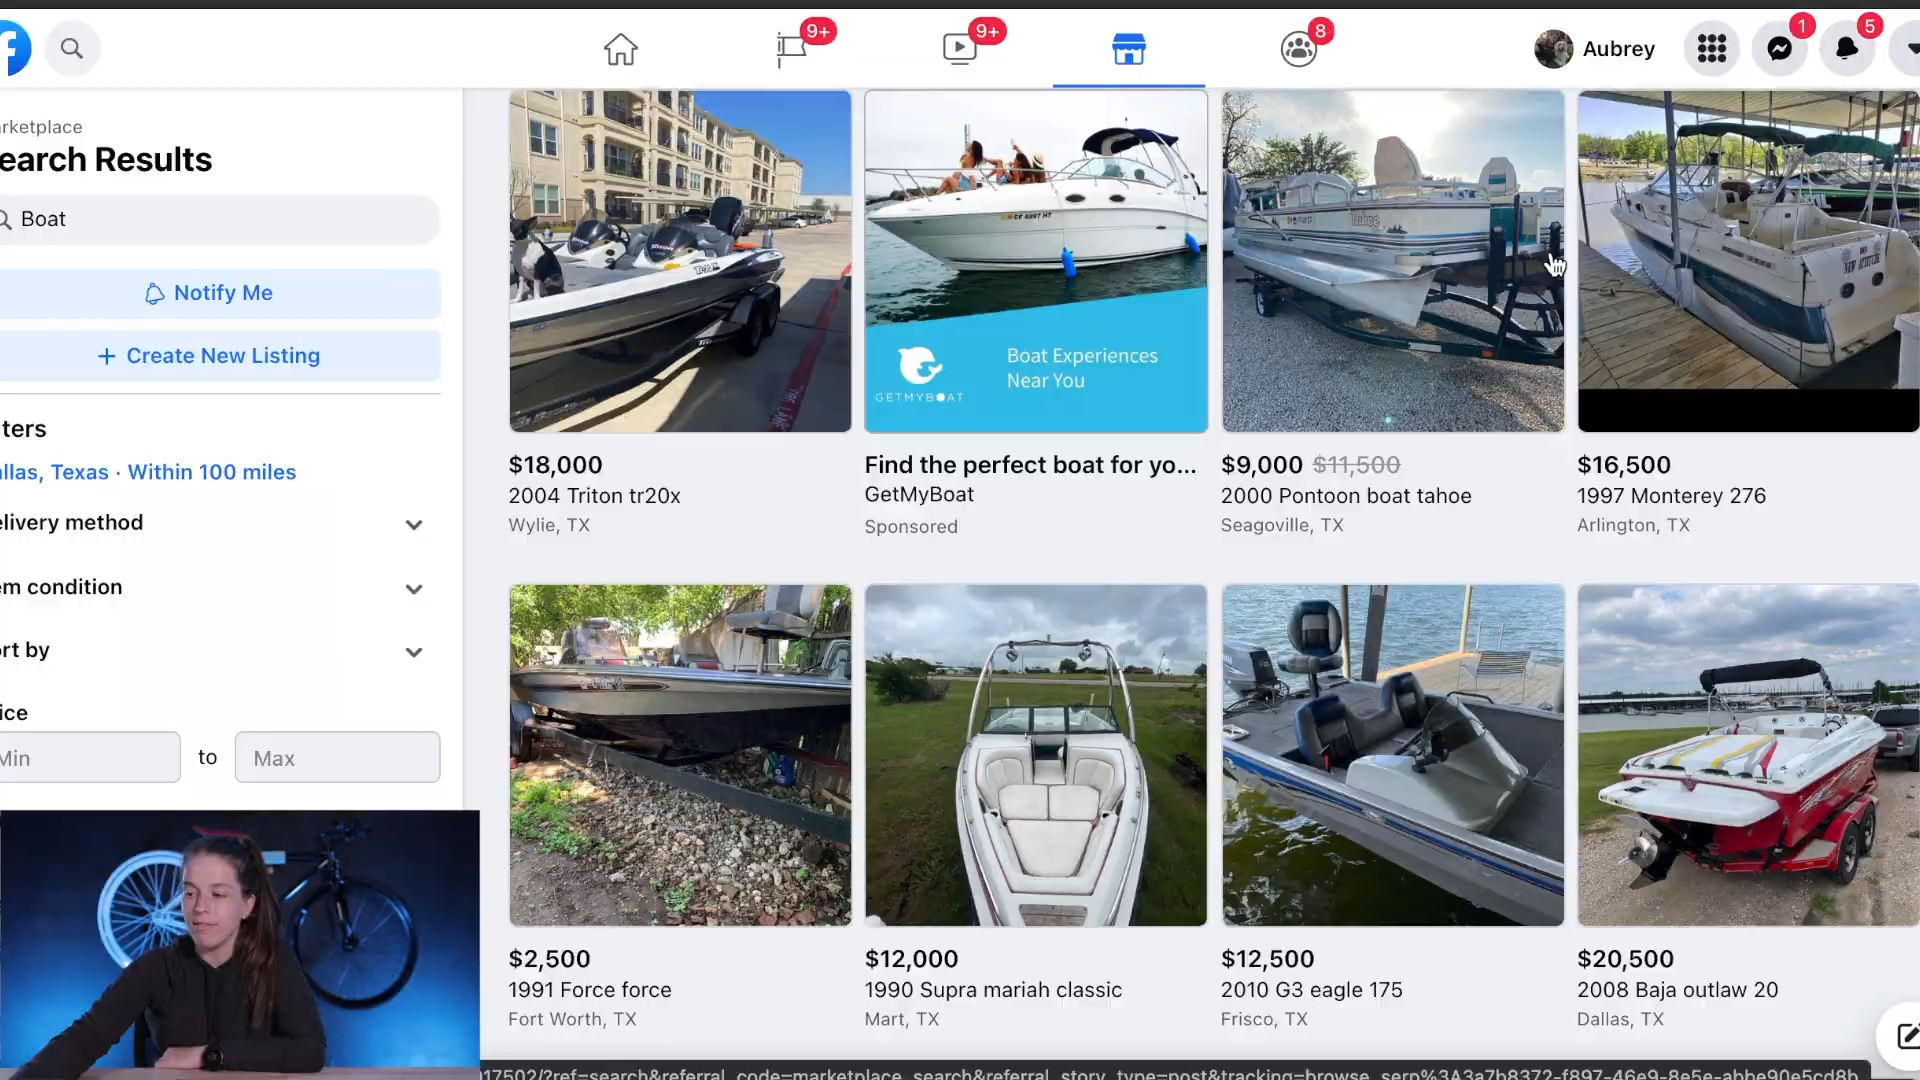 9+
9+
8
Aubrey
1
5
rketplace
earch Results
Boat
Notify Me
+ Create New Listing
ters
llas, Texas · Within 100 miles
elivery method
em condition
rt by
ice
Min
to
Max
GETMYBOAT
Boat Experiences
Near You
$18,000
2004 Triton tr20x
Wylie, TX
Find the perfect boat for yo...
GetMyBoat
Sponsored
$9,000 $11,500
2000 Pontoon boat tahoe
Seagoville, TX
$16,500
1997 Monterey 276
Arlington, TX
$2,500
1991 Force force
Fort Worth, TX
$12,000
1990 Supra mariah classic
Mart, TX
$12,500
2010 G3 eagle 175
Frisco, TX
$20,500
2008 Baja outlaw 20
Dallas, TX